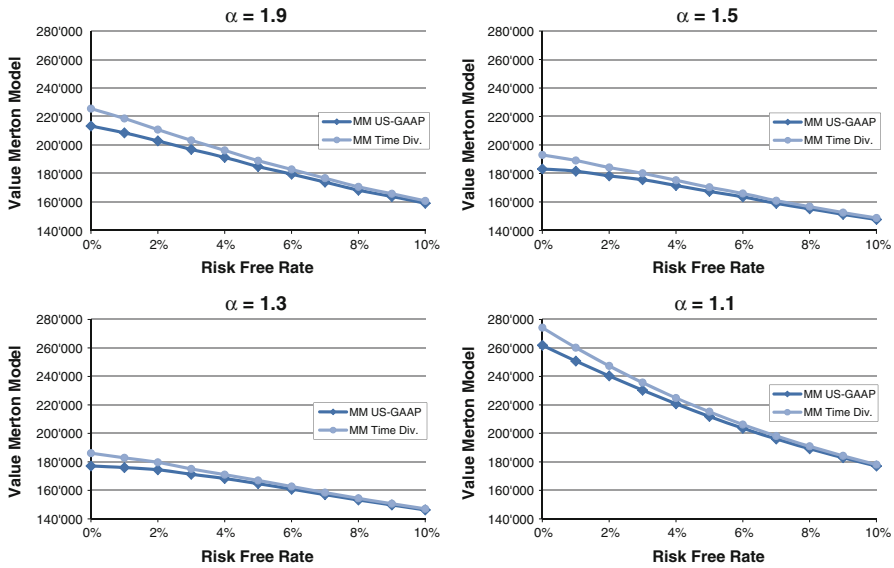 α = 1.9
280'000
260'000
240'000
220'000
200'000
180'000
160'000
140'000
Value Merton Model
0% 2% 4% 6% 8% 10%
Risk Free Rate
MM US-GAAP
MM Time Div.
α = 1.5
280'000
260'000
240'000
220'000
200'000
180'000
160'000
140'000
Value Merton Model
0% 2% 4% 6% 8% 10%
Risk Free Rate
MM US-GAAP
MM Time Div.
α = 1.3
280'000
260'000
240'000
220'000
200'000
180'000
160'000
140'000
Value Merton Model
0% 2% 4% 6% 8% 10%
Risk Free Rate
MM US-GAAP
MM Time Div.
α = 1.1
280'000
260'000
240'000
220'000
200'000
180'000
160'000
140'000
Value Merton Model
0% 2% 4% 6% 8% 10%
Risk Free Rate
MM US-GAAP
MM Time Div.